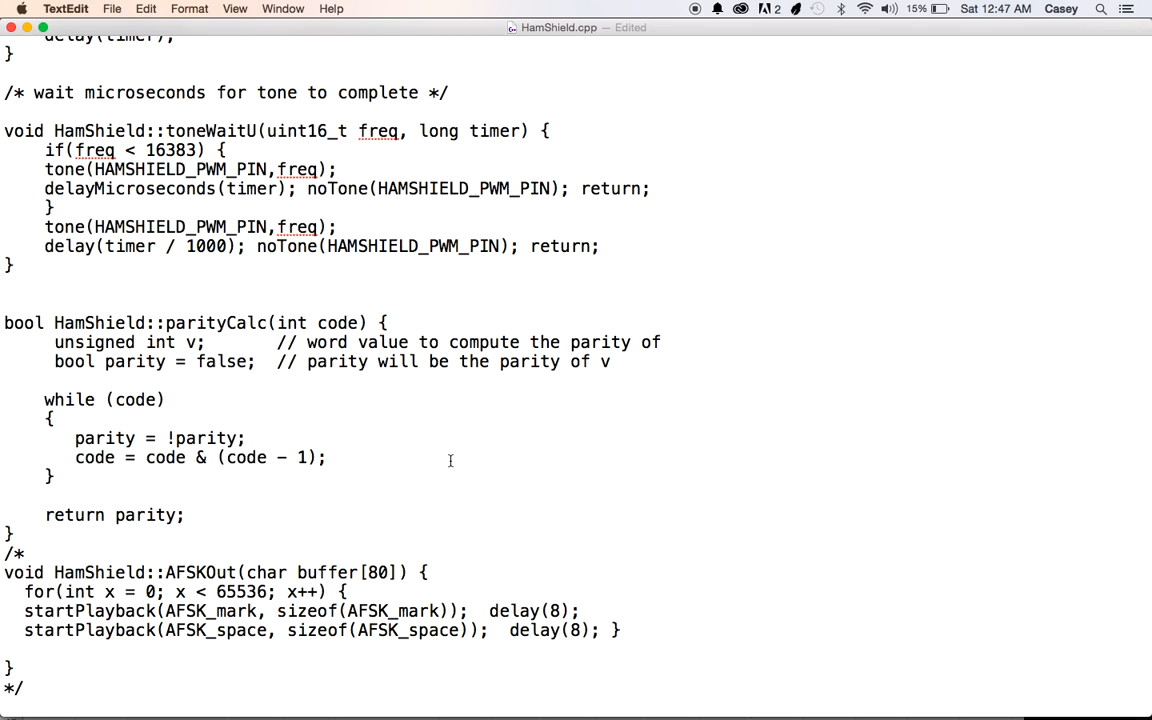 TextEdit File Edit Format View Window Help 2 15% Sat 12:47 AM Casey
HamShield.cpp — Edited
delay(timer);
}
/* wait microseconds for tone to complete */
void HamShield::toneWaitU(uint16_t freq, long timer) {
if(freq < 16383) {
tone(HAMSHIELD_PWM_PIN,freq);
delayMicroseconds(timer); noTone(HAMSHIELD_PWM_PIN); return;
}
tone(HAMSHIELD_PWM_PIN,freq);
delay(timer / 1000); noTone(HAMSHIELD_PWM_PIN); return;
}
bool HamShield::parityCalc(int code) {
unsigned int v; // word value to compute the parity of
bool parity = false; // parity will be the parity of v
while (code)
{
parity = !parity;
code = code & (code - 1);
}
return parity;
}
/*
void HamShield::AFSKOut(char buffer[80]) {
for(int x = 0; x < 65536; x++) {
startPlayback(AFSK_mark, sizeof(AFSK_mark)); delay(8);
startPlayback(AFSK_space, sizeof(AFSK_space)); delay(8); }
}
*/